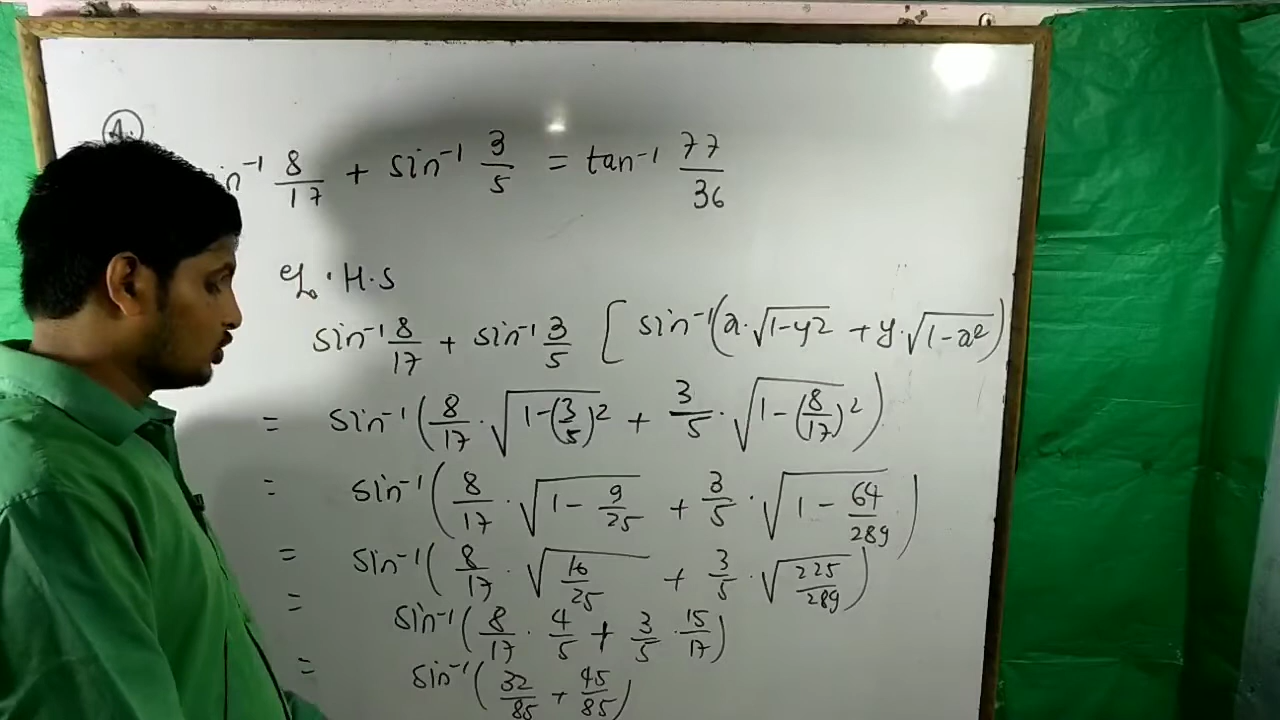 A.
in⁻¹ 8/17 + sin⁻¹ 3/5 = tan⁻¹ 77/36
L.H.S
sin⁻¹ 8/17 + sin⁻¹ 3/5 [ sin⁻¹(x·√(1-y²) + y·√(1-x²))
= sin⁻¹(8/17·√(1-(3/5)²) + 3/5·√(1-(8/17)²))
= sin⁻¹(8/17·√(1-9/25) + 3/5·√(1-64/289))
= sin⁻¹(8/17·√(16/25) + 3/5·√(225/289))
= sin⁻¹(8/17·4/5 + 3/5·15/17)
= sin⁻¹(32/85 + 45/85)